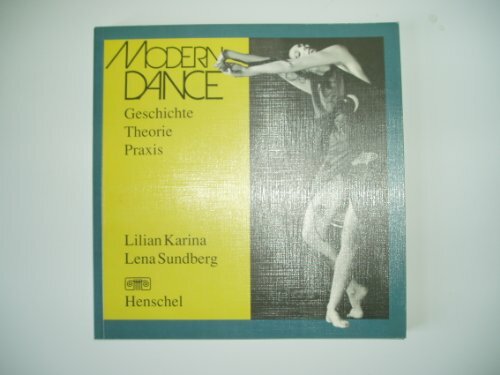 MODERN
DANCE
Geschichte
Theorie
Praxis
Lilian Karina
Lena Sundberg
Henschel